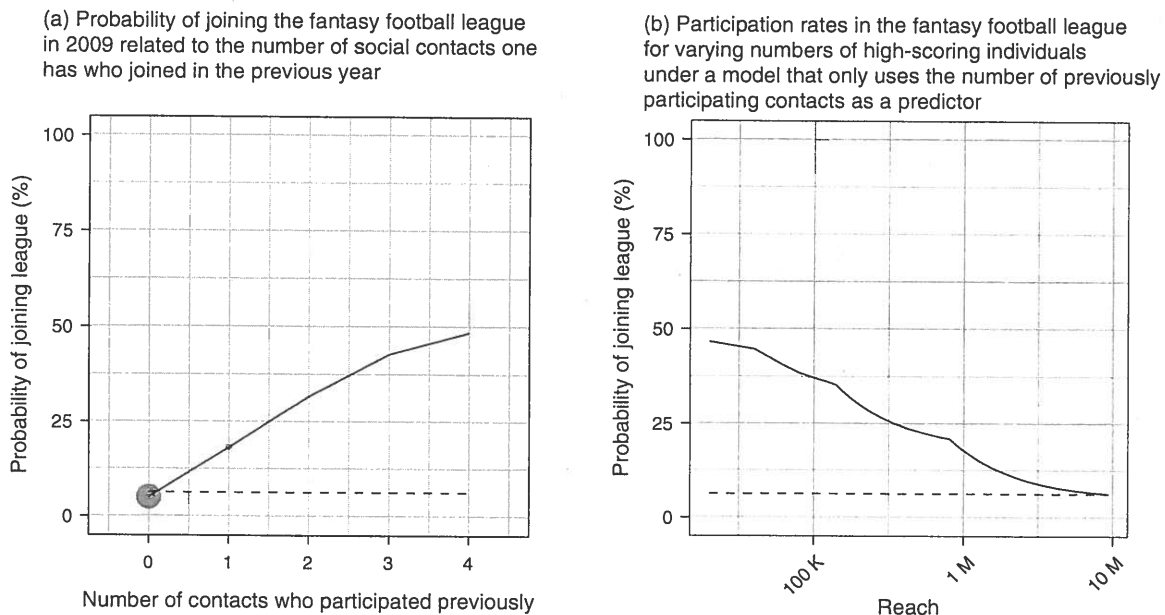 (a) Probability of joining the fantasy football league
in 2009 related to the number of social contacts one
has who joined in the previous year
Probability of joining league (%)
100
75
50
25
0
0 1 2 3 4
Number of contacts who participated previously
(b) Participation rates in the fantasy football league
for varying numbers of high-scoring individuals
under a model that only uses the number of previously
participating contacts as a predictor
Probability of joining league (%)
100
75
50
25
0
100 K 1 M 10 M
Reach